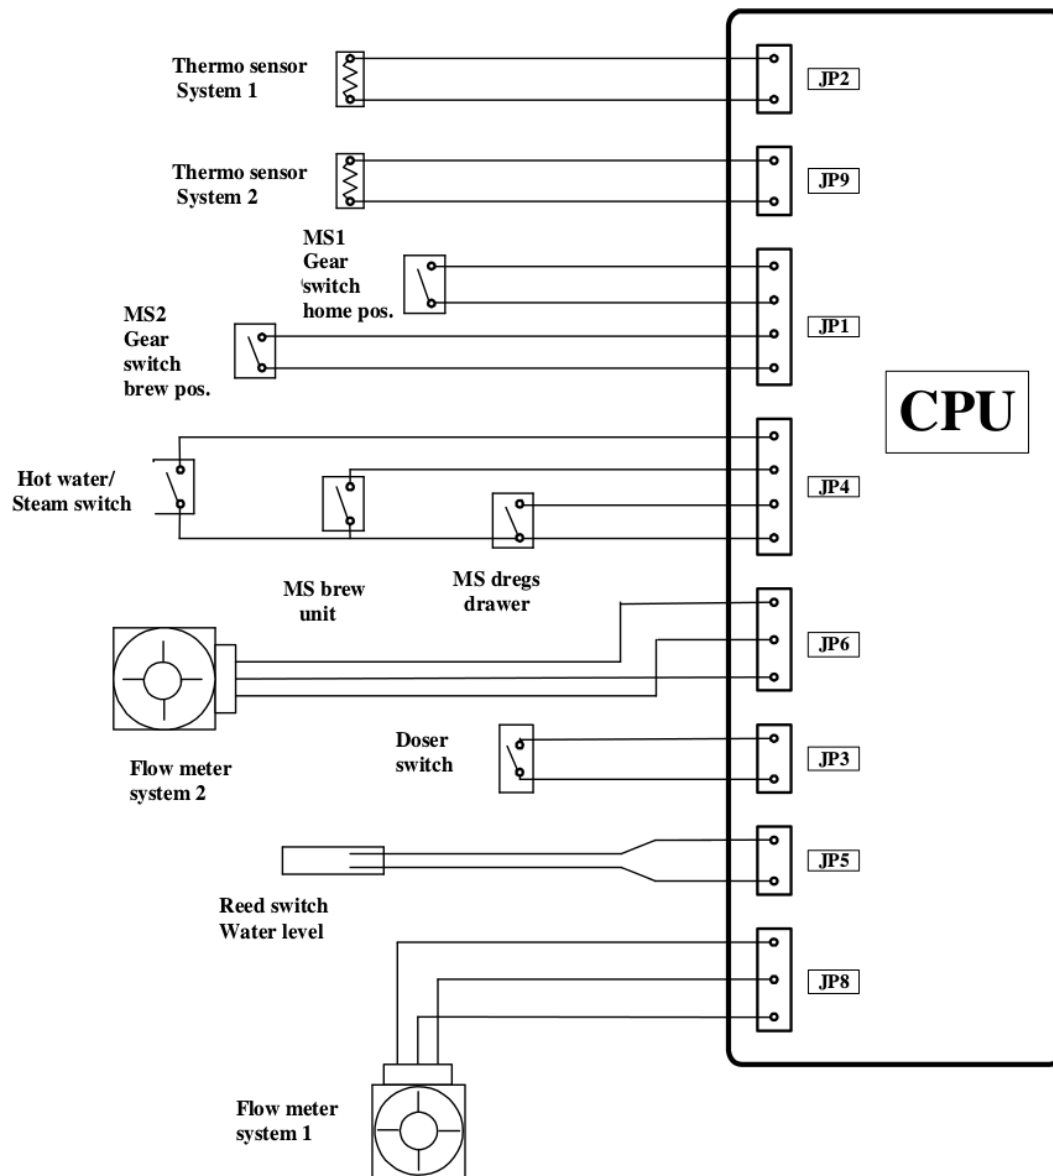 Thermo sensor
System 1
JP2
Thermo sensor
System 2
JP9
MS1
Gear
switch
home pos.
MS2
Gear
switch
brew pos.
JP1
CPU
Hot water/
Steam switch
JP4
MS brew
unit
MS dregs
drawer
JP6
Flow meter
system 2
Doser
switch
JP3
JP5
Reed switch
Water level
JP8
Flow meter
system 1